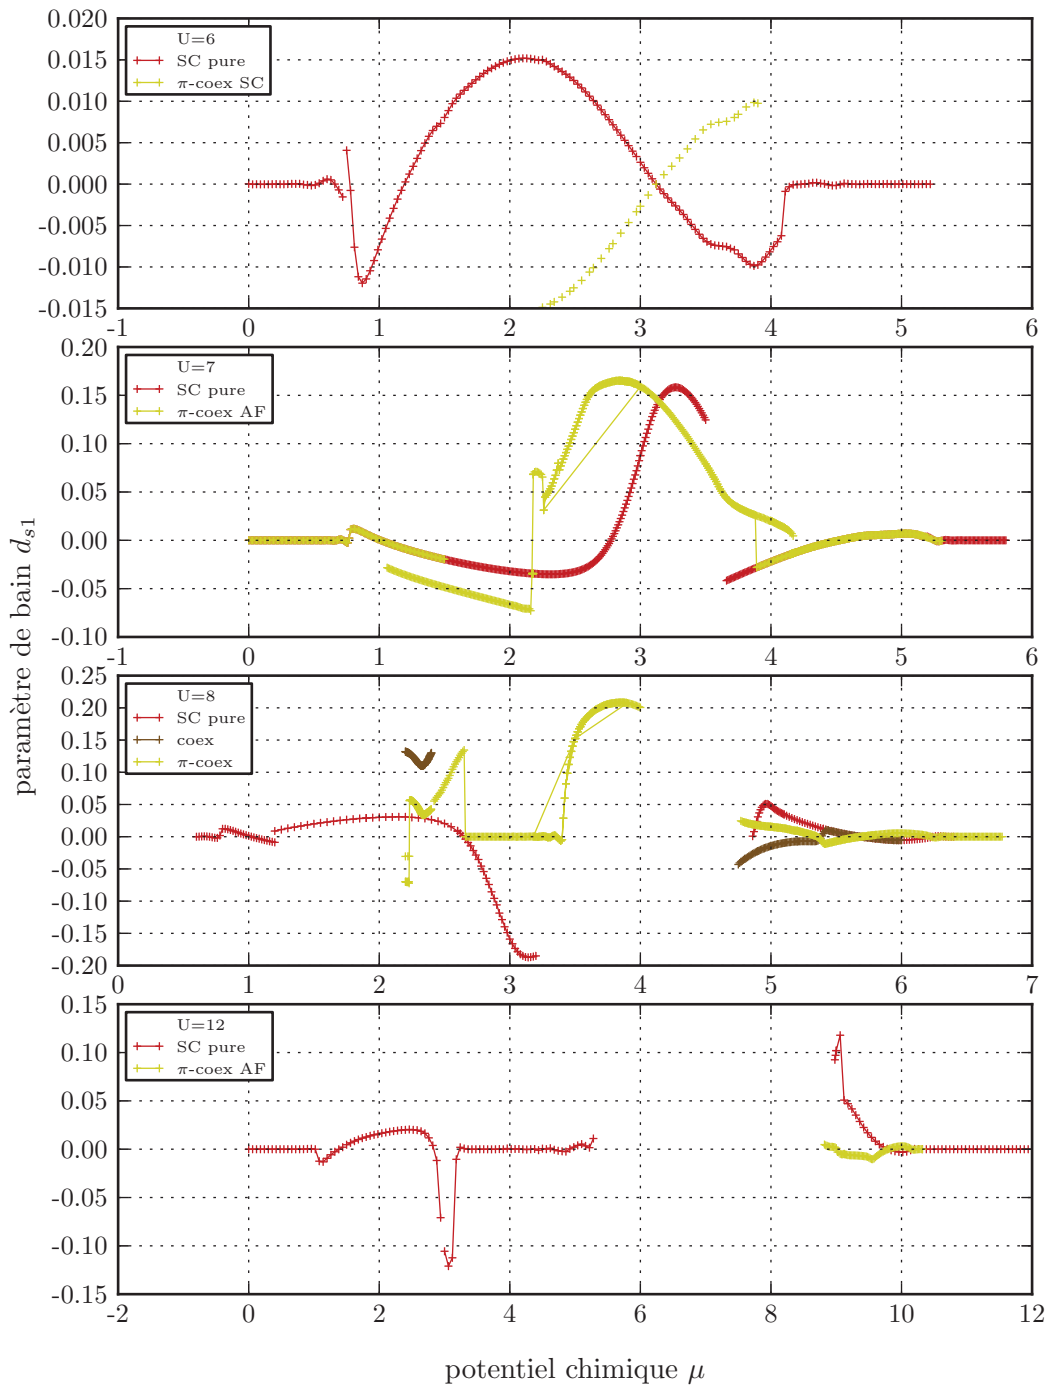 0.020
0.015
0.010
0.005
0.000
-0.005
-0.010
-0.015
U=6
SC pure
π-coex SC
-1 0 1 2 3 4 5 6
0.20
0.15
0.10
0.05
0.00
-0.05
-0.10
U=7
SC pure
π-coex AF
-1 0 1 2 3 4 5 6
0.25
0.20
0.15
0.10
0.05
0.00
-0.05
-0.10
-0.15
-0.20
U=8
SC pure
coex
π-coex
0 1 2 3 4 5 6 7
0.15
0.10
0.05
0.00
-0.05
-0.10
0.15
U=12
SC pure
π-coex AF
-2 0 2 4 6 8 10 12
paramètre de bain d_{s1}
potentiel chimique μ